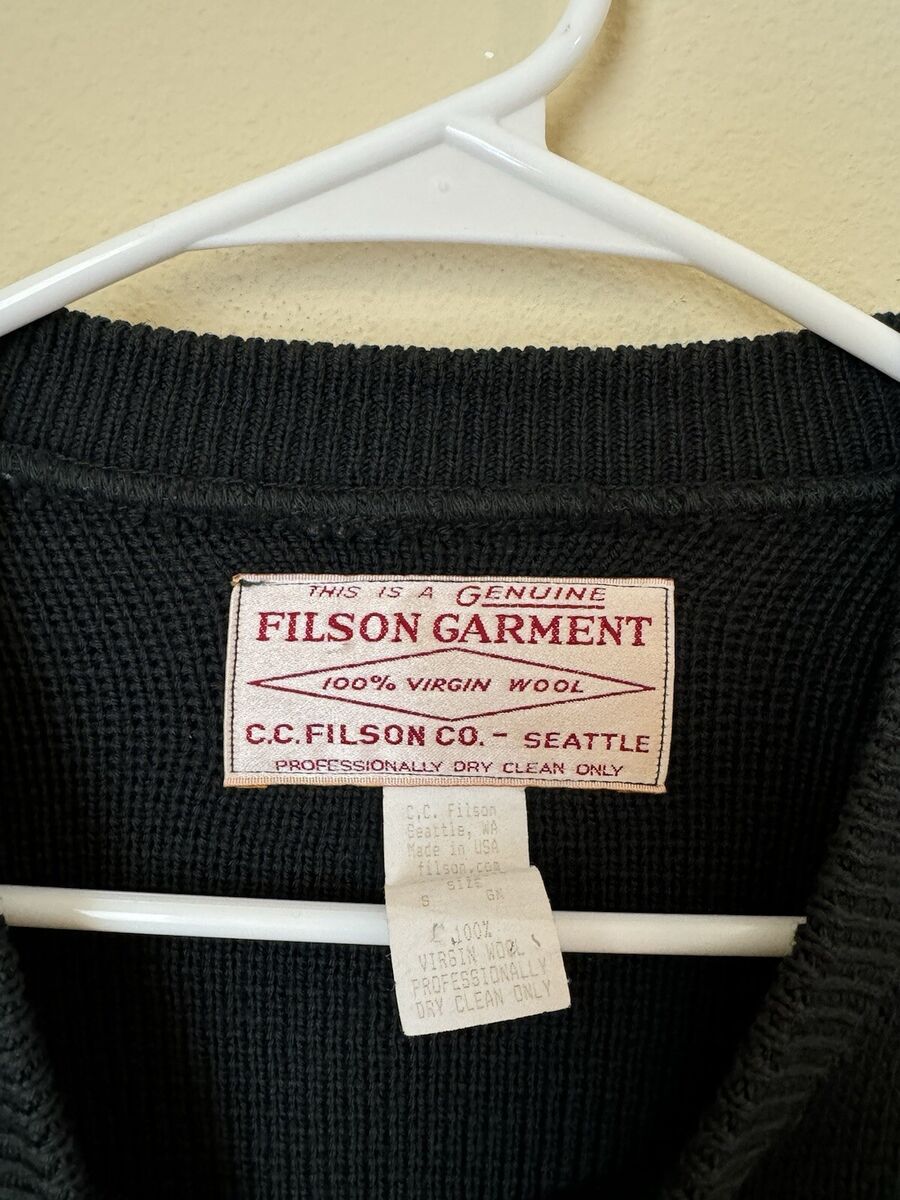 THIS IS A GENUINE
FILSON GARMENT
100% VIRGIN WOOL
C.C. FILSON CO. - SEATTLE
PROFESSIONALLY DRY CLEAN ONLY
C.C. Filson
Seattle, WA
Made in USA
filson.com
size
S GN
100%
VIRGIN WOOL
PROFESSIONALLY
DRY CLEAN ONLY